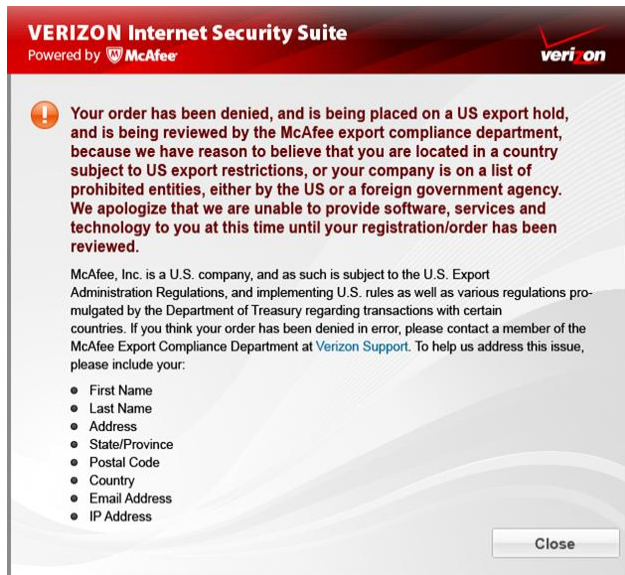 VERIZON Internet Security Suite
Powered by McAfee
verizon
Your order has been denied, and is being placed on a US export hold,
and is being reviewed by the McAfee export compliance department,
because we have reason to believe that you are located in a country
subject to US export restrictions, or your company is on a list of
prohibited entities, either by the US or a foreign government agency.
We apologize that we are unable to provide software, services and
technology to you at this time until your registration/order has been
reviewed.
McAfee, Inc. is a U.S. company, and as such is subject to the U.S. Export
Administration Regulations, and implementing U.S. rules as well as various regulations pro-
mulgated by the Department of Treasury regarding transactions with certain
countries. If you think your order has been denied in error, please contact a member of the
McAfee Export Compliance Department at Verizon Support. To help us address this issue,
please include your:
First Name
Last Name
Address
State/Province
Postal Code
Country
Email Address
IP Address
Close